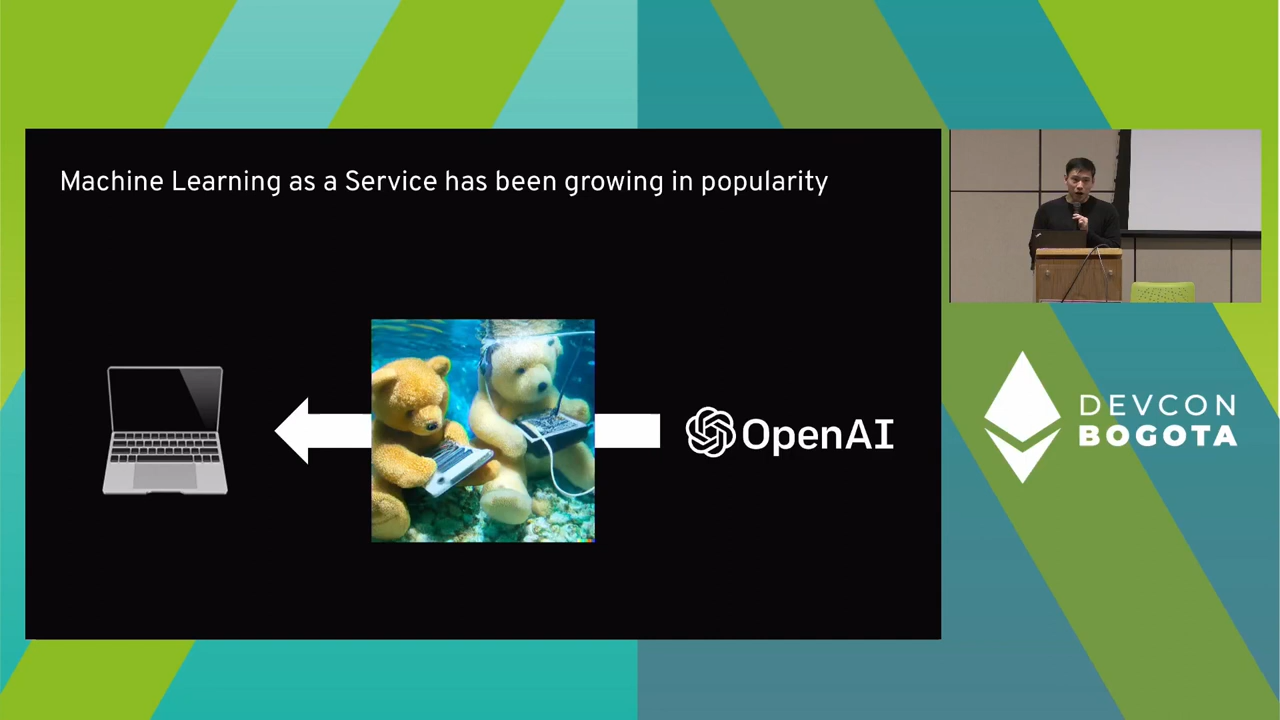 Machine Learning as a Service has been growing in popularity
OpenAI
DEVCON
BOGOTA